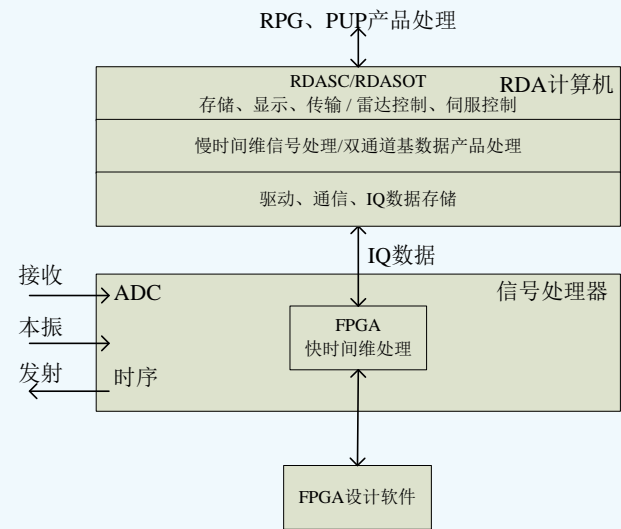 RPG、PUP产品处理
RDASC/RDASOT
RDA计算机
存储、显示、传输 / 雷达控制、伺服控制
慢时间维信号处理/双通道基数据产品处理
驱动、通信、IQ数据存储
IQ数据
接收
ADC
信号处理器
本振
FPGA
快时间维处理
发射
时序
FPGA设计软件